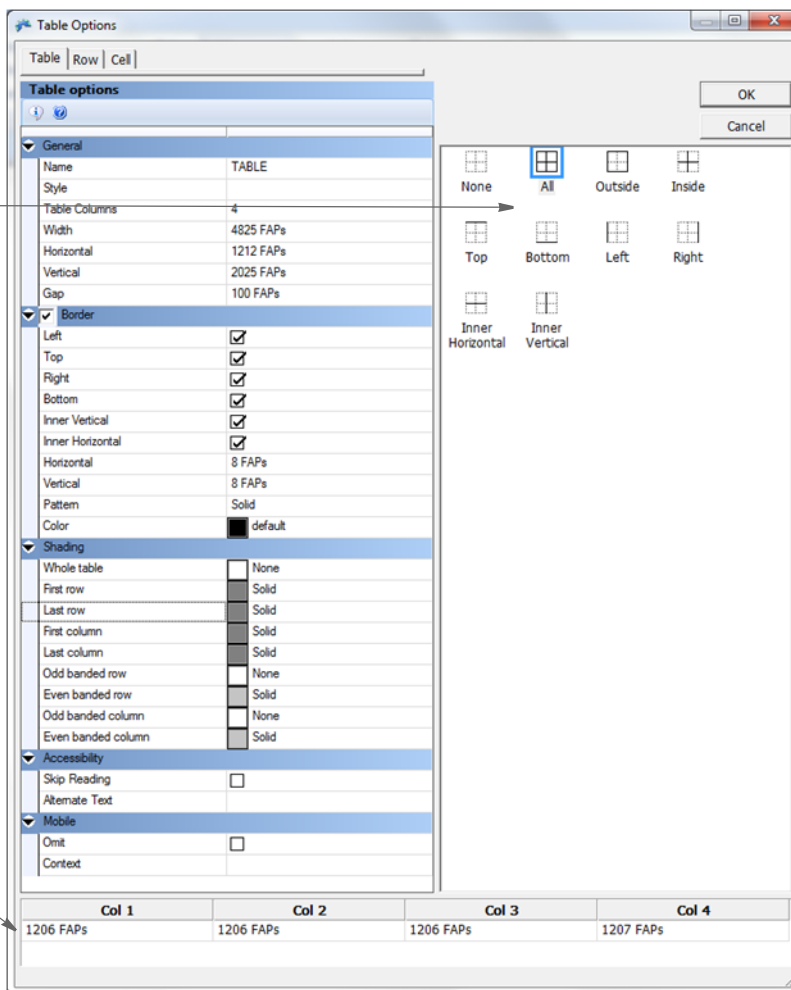 Table Options
Table Row Cell
Table options
OK
Cancel
General
Name TABLE
Style
Table Columns 4
Width 4825 FAPs
Horizontal 1212 FAPs
Vertical 2025 FAPs
Gap 100 FAPs
Border
Left
Top
Right
Bottom
Inner Vertical
Inner Horizontal
Horizontal 8 FAPs
Vertical 8 FAPs
Pattern Solid
Color default
Shading
Whole table None
First row Solid
Last row Solid
First column Solid
Last column Solid
Odd banded row None
Even banded row Solid
Odd banded column None
Even banded column Solid
Accessibility
Skip Reading
Alternate Text
Mobile
Omit
Context
None All Outside Inside
Top Bottom Left Right
Inner Horizontal Inner Vertical
Col 1 Col 2 Col 3 Col 4
1206 FAPs 1206 FAPs 1206 FAPs 1207 FAPs